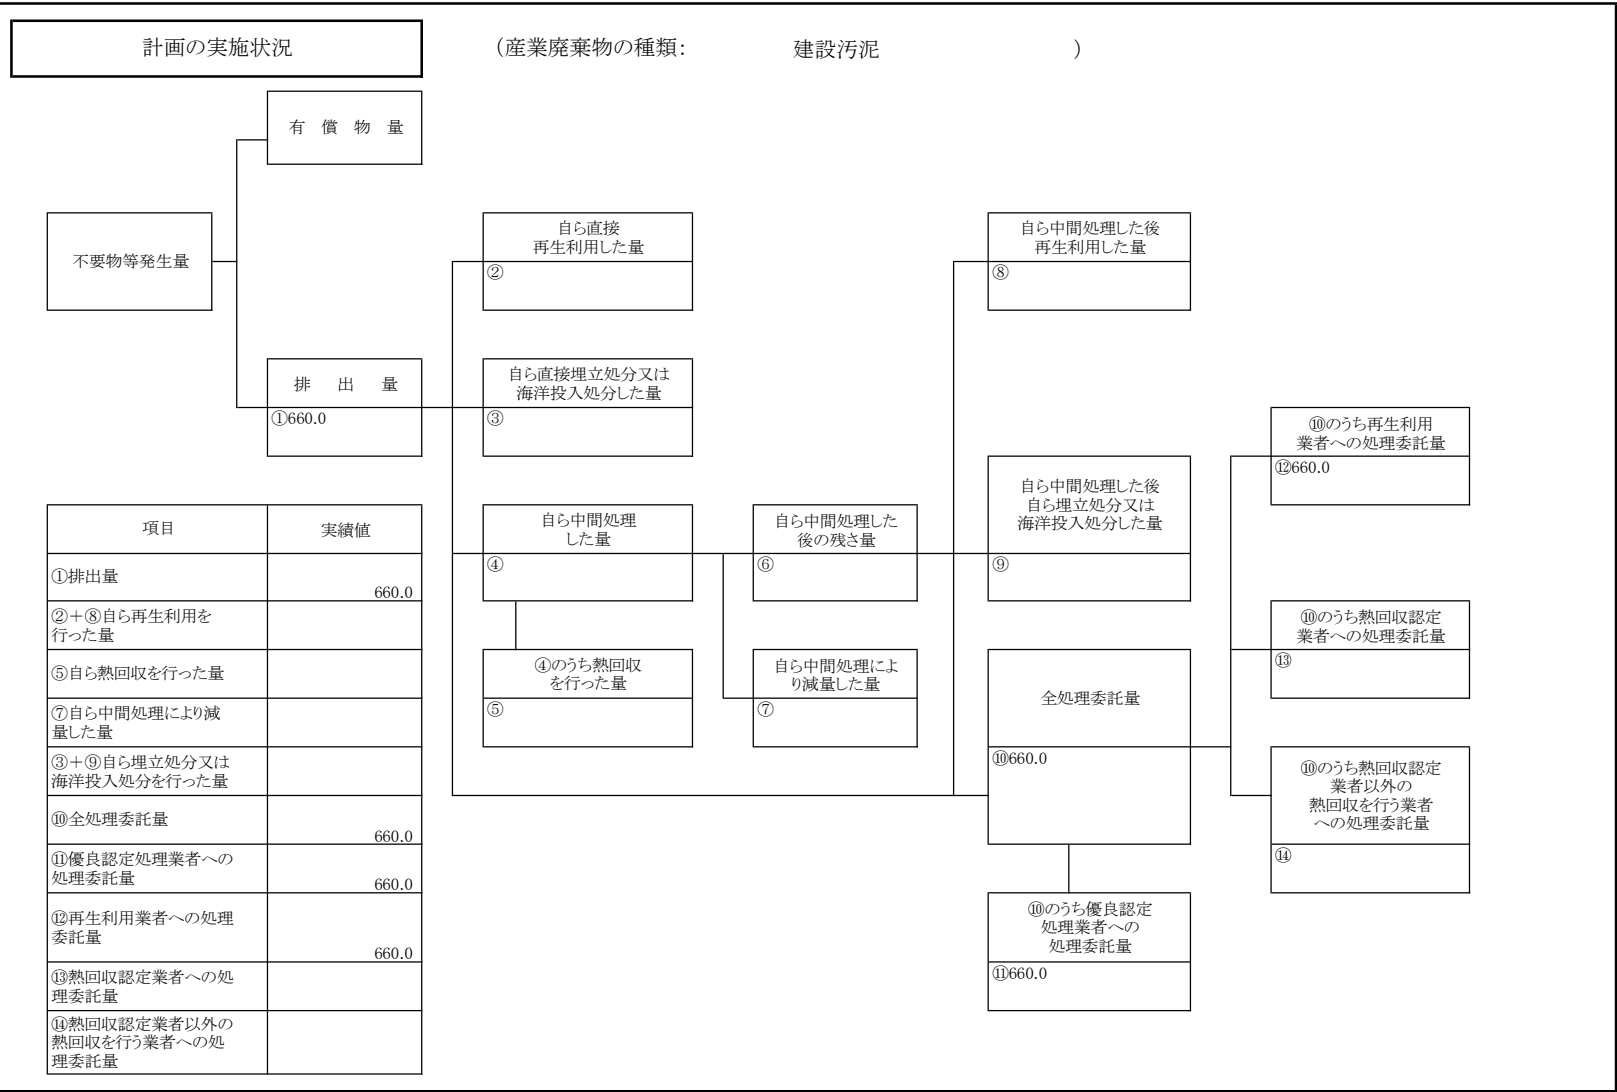 計画の実施状況
（産業廃棄物の種類： 建設汚泥 ）
有 償 物 量
不要物等発生量
排 出 量
①660.0
自ら直接
再生利用した量
②
自ら直接埋立処分又は
海洋投入処分した量
③
自ら中間処理
した量
④
④のうち熱回収
を行った量
⑤
自ら中間処理した
後の残さ量
⑥
自ら中間処理によ
り減量した量
⑦
自ら中間処理した後
再生利用した量
⑧
自ら中間処理した後
自ら埋立処分又は
海洋投入処分した量
⑨
全処理委託量
⑩660.0
⑩のうち優良認定
処理業者への
処理委託量
⑪660.0
⑩のうち再生利用
業者への処理委託量
⑫660.0
⑩のうち熱回収認定
業者への処理委託量
⑬
⑩のうち熱回収認定
業者以外の
熱回収を行う業者
への処理委託量
⑭
項目 実績値
①排出量
660.0
②＋⑧自ら再生利用を
行った量
⑤自ら熱回収を行った量
⑦自ら中間処理により減
量した量
③＋⑨自ら埋立処分又は
海洋投入処分を行った量
⑩全処理委託量
660.0
⑪優良認定処理業者への
処理委託量
660.0
⑫再生利用業者への処理
委託量
660.0
⑬熱回収認定業者への処
理委託量
⑭熱回収認定業者以外の
熱回収を行う業者への処
理委託量